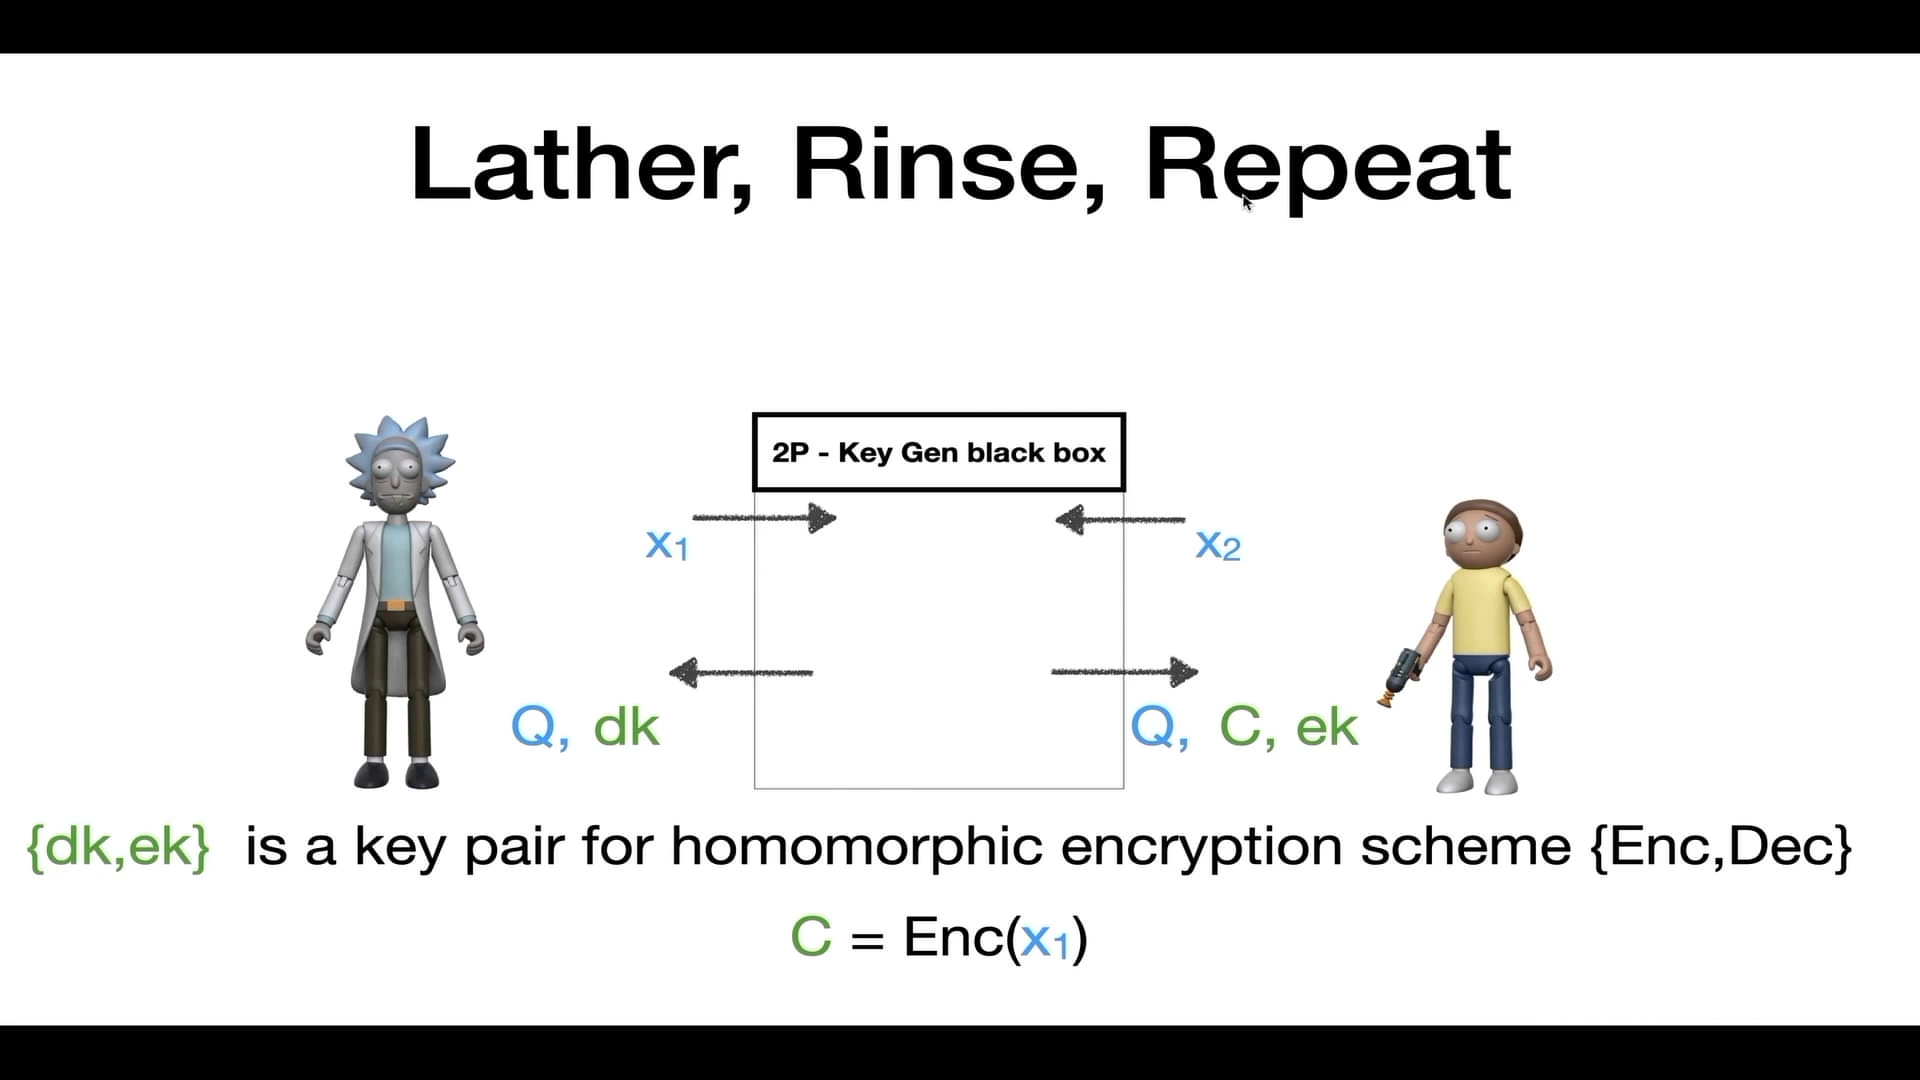 Lather, Rinse, Repeat
2P - Key Gen black box
x₁
x₂
Q, dk
Q, C, ek
{dk,ek} is a key pair for homomorphic encryption scheme {Enc,Dec}
C = Enc(x₁)